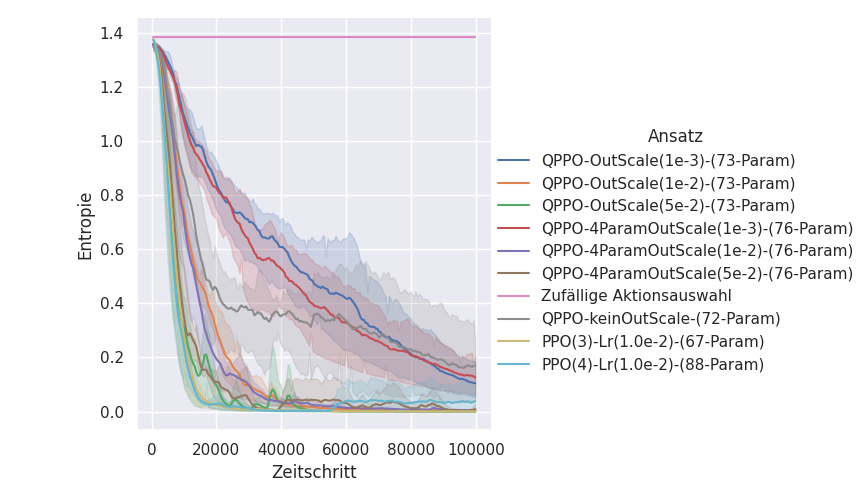 1.4
1.2
1.0
0.8
0.6
0.4
0.2
0.0
Entropie
0 20000 40000 60000 80000 100000
Zeitschritt
Ansatz
QPPO-OutScale(1e-3)-(73-Param)
QPPO-OutScale(1e-2)-(73-Param)
QPPO-OutScale(5e-2)-(73-Param)
QPPO-4ParamOutScale(1e-3)-(76-Param)
QPPO-4ParamOutScale(1e-2)-(76-Param)
QPPO-4ParamOutScale(5e-2)-(76-Param)
Zufällige Aktionsauswahl
QPPO-keinOutScale-(72-Param)
PPO(3)-Lr(1.0e-2)-(67-Param)
PPO(4)-Lr(1.0e-2)-(88-Param)